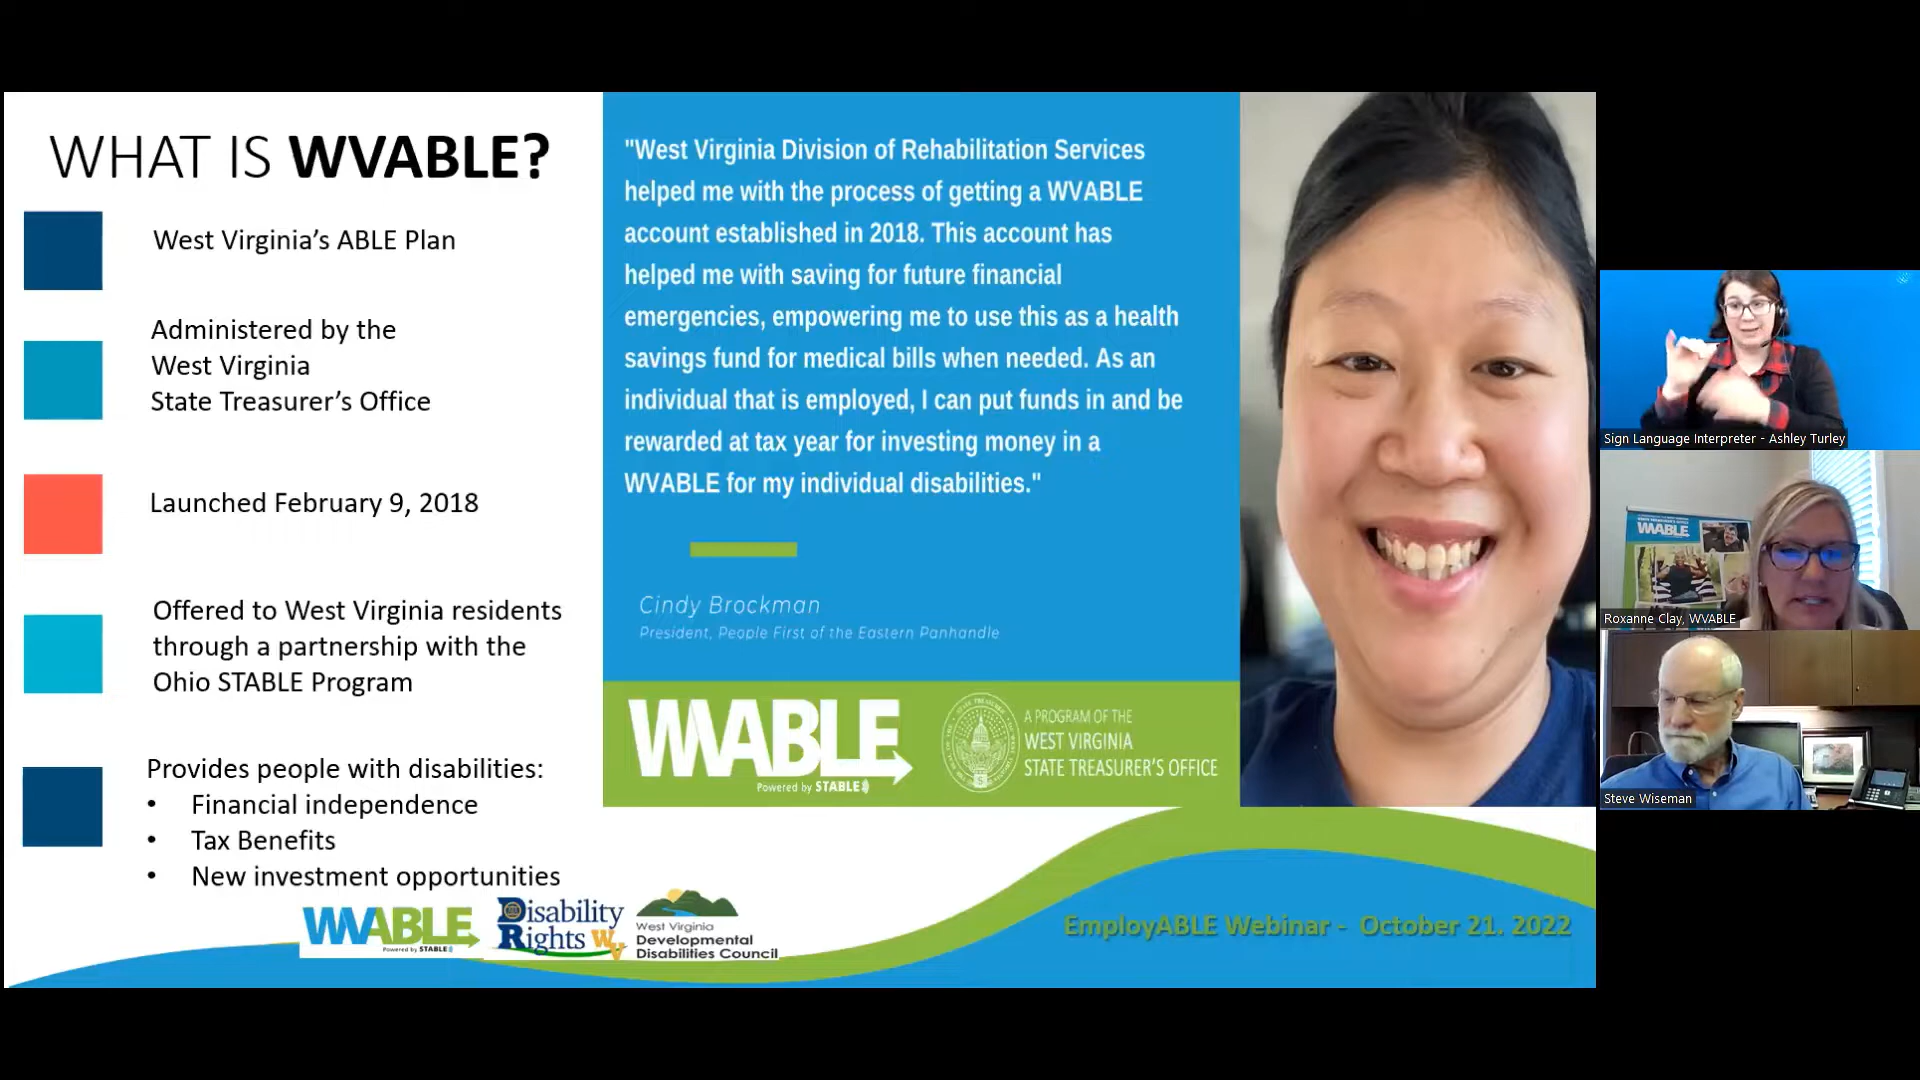 WHAT IS WVABLE?
West Virginia's ABLE Plan
Administered by the
West Virginia
State Treasurer's Office
Launched February 9, 2018
Offered to West Virginia residents
through a partnership with the
Ohio STABLE Program
Provides people with disabilities:
• Financial independence
• Tax Benefits
• New investment opportunities
"West Virginia Division of Rehabilitation Services
helped me with the process of getting a WVABLE
account established in 2018. This account has
helped me with saving for future financial
emergencies, empowering me to use this as a health
savings fund for medical bills when needed. As an
individual that is employed, I can put funds in and be
rewarded at tax year for investing money in a
WVABLE for my individual disabilities."
Cindy Brockman
President, People First of the Eastern Panhandle
WVABLE
Powered by STABLE
A PROGRAM OF THE
WEST VIRGINIA
STATE TREASURER'S OFFICE
WVABLE
Powered by STABLE
Disability
Rights WV
West Virginia
Developmental
Disabilities Council
EmployABLE Webinar - October 21. 2022
Sign Language Interpreter - Ashley Turley
WVABLE
Roxanne Clay, WVABLE
Steve Wiseman